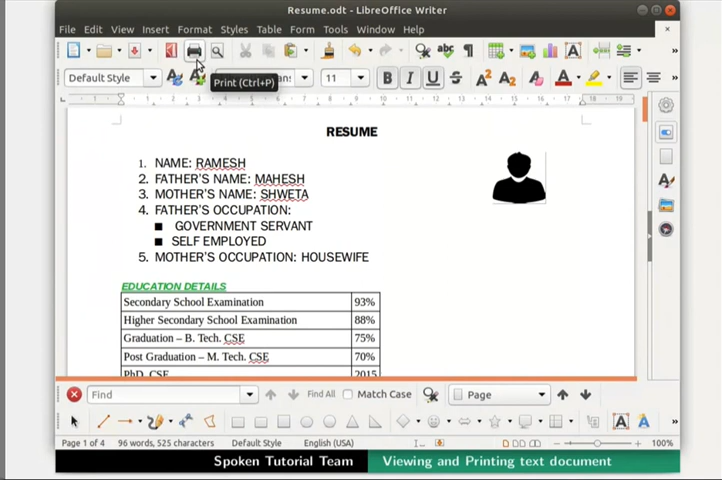 Resume.odt - LibreOffice Writer
File Edit View Insert Format Styles Table Form Tools Window Help
Default Style 11 B I U S
Print (Ctrl+P)
RESUME
1. NAME: RAMESH
2. FATHER'S NAME: MAHESH
3. MOTHER'S NAME: SHWETA
4. FATHER'S OCCUPATION:
■ GOVERNMENT SERVANT
■ SELF EMPLOYED
5. MOTHER'S OCCUPATION: HOUSEWIFE
EDUCATION DETAILS
Secondary School Examination 93%
Higher Secondary School Examination 88%
Graduation – B. Tech. CSE 75%
Post Graduation – M. Tech. CSE 70%
PhD. CSE 2015
Find Find All Match Case Page
Page 1 of 4 96 words, 525 characters Default Style English (USA) 100%
Spoken Tutorial Team Viewing and Printing text document